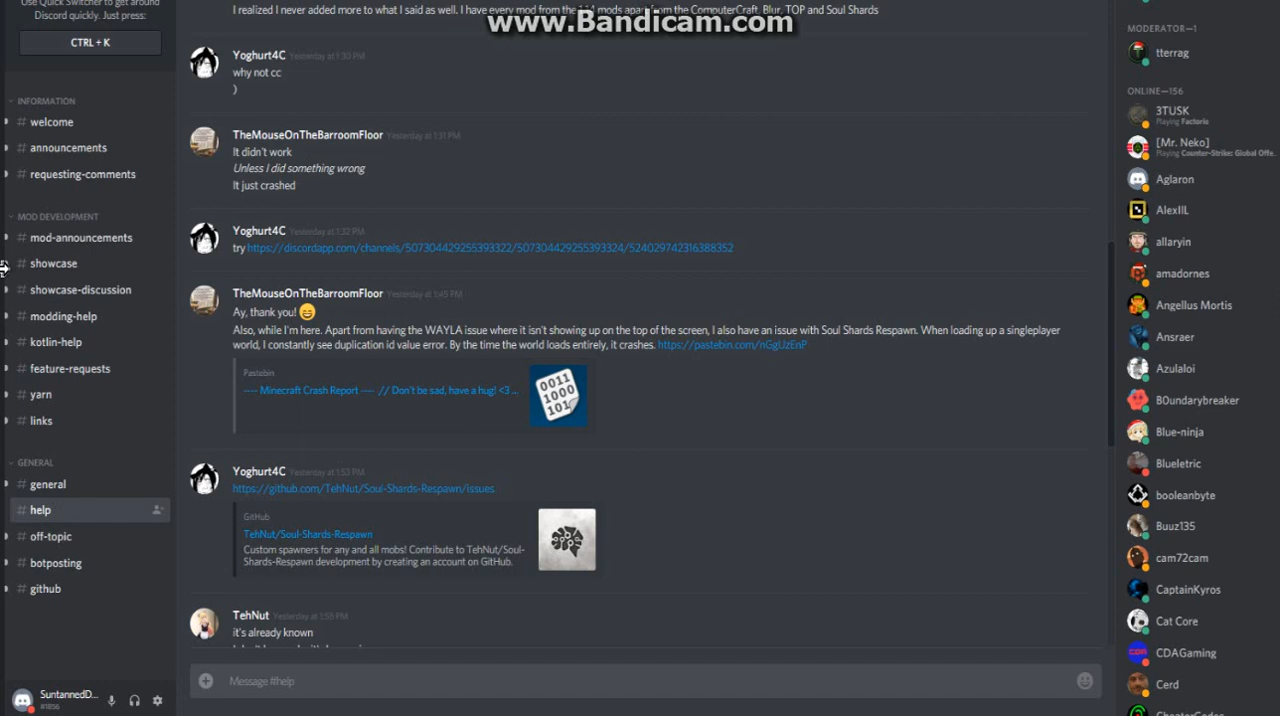 Use Quick Switcher to get around
Discord quickly. Just press:
CTRL + K
INFORMATION
# welcome
# announcements
# requesting-comments
MOD DEVELOPMENT
# mod-announcements
# showcase
# showcase-discussion
# modding-help
# kotlin-help
# feature-requests
# yarn
# links
GENERAL
# general
# help
# off-topic
# botposting
# github
SuntannedD...
#1856
www.Bandicam.com
I realized I never added more to what I said as well. I have every mod from the mods apart from the ComputerCraft, Blur, TOP and Soul Shards
Yoghurt4C Yesterday at 1:30 PM
why not cc
)
TheMouseOnTheBarroomFloor Yesterday at 1:31 PM
It didn't work
Unless I did something wrong
It just crashed
Yoghurt4C Yesterday at 1:32 PM
try https://discordapp.com/channels/507304429255393322/507304429255393324/524029742316388352
TheMouseOnTheBarroomFloor Yesterday at 1:45 PM
Ay, thank you!
Also, while I'm here. Apart from having the WAYLA issue where it isn't showing up on the top of the screen, I also have an issue with Soul Shards Respawn. When loading up a singleplayer
world, I constantly see duplication id value error. By the time the world loads entirely, it crashes. https://pastebin.com/nGgUzEnP
Pastebin
---- Minecraft Crash Report ---- // Don't be sad, have a hug! <3 ...
0011
1000
101
Yoghurt4C Yesterday at 1:53 PM
https://github.com/TehNut/Soul-Shards-Respawn/issues
GitHub
TehNut/Soul-Shards-Respawn
Custom spawners for any and all mobs! Contribute to TehNut/Soul-
Shards-Respawn development by creating an account on GitHub.
TehNut Yesterday at 1:55 PM
it's already known
Message #help
MODERATOR—1
tterrag
ONLINE—156
3TUSK
Playing Factorio
[Mr. Neko]
Playing Counter-Strike: Global Offe...
Aglaron
AlexIIL
allaryin
amadornes
Angellus Mortis
Ansraer
Azulaloi
B0undarybreaker
Blue-ninja
Blueletric
booleanbyte
Buuz135
cam72cam
CaptainKyros
Cat Core
CDAGaming
Cerd
ChapterCodes